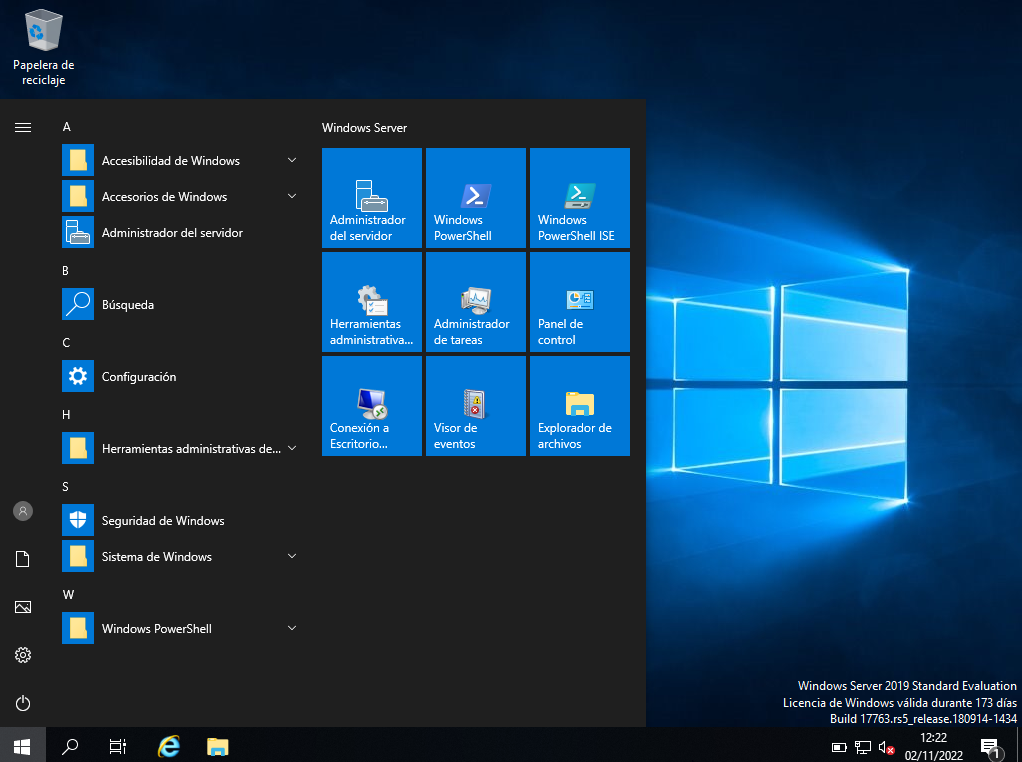 Papelera de
reciclaje
A
Accesibilidad de Windows
Accesorios de Windows
Administrador del servidor
B
Búsqueda
C
Configuración
H
Herramientas administrativas de...
S
Seguridad de Windows
Sistema de Windows
W
Windows PowerShell
Windows Server
Administrador
del servidor
Windows
PowerShell
Windows
PowerShell ISE
Herramientas
administrativa...
Administrador
de tareas
Panel de
control
Conexión a
Escritorio...
Visor de
eventos
Explorador de
archivos
Windows Server 2019 Standard Evaluation
Licencia de Windows válida durante 173 días
Build 17763.rs5_release.180914-1434
12:22
02/11/2022
1